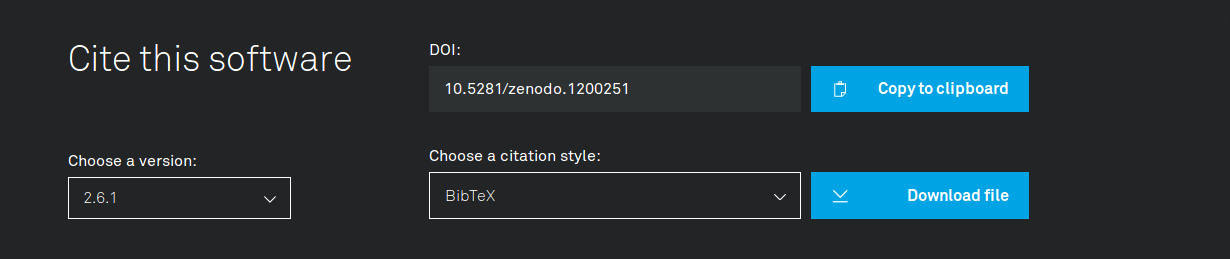 Cite this software
DOI:
10.5281/zenodo.1200251
Copy to clipboard
Choose a version:
2.6.1
Choose a citation style:
BibTeX
Download file